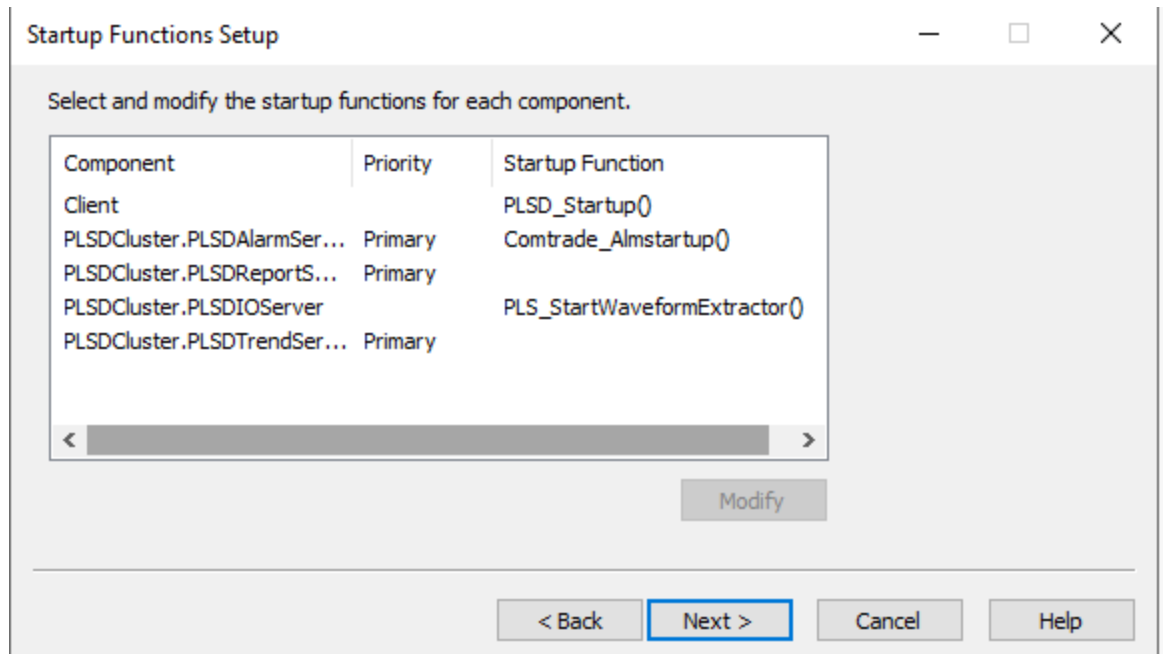 Startup Functions Setup
Select and modify the startup functions for each component.
Component Priority Startup Function
Client PLSD_Startup()
PLSDCluster.PLSDAlarmSer... Primary Comtrade_Almstartup()
PLSDCluster.PLSDReportS... Primary
PLSDCluster.PLSDIOServer PLS_StartWaveformExtractor()
PLSDCluster.PLSDTrendSer... Primary
Modify
< Back Next > Cancel Help